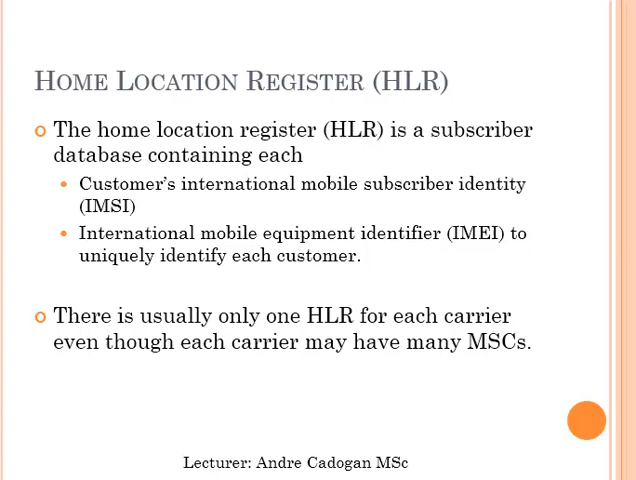 HOME LOCATION REGISTER (HLR)
The home location register (HLR) is a subscriber
database containing each
Customer's international mobile subscriber identity
(IMSI)
International mobile equipment identifier (IMEI) to
uniquely identify each customer.
There is usually only one HLR for each carrier
even though each carrier may have many MSCs.
Lecturer: Andre Cadogan MSc